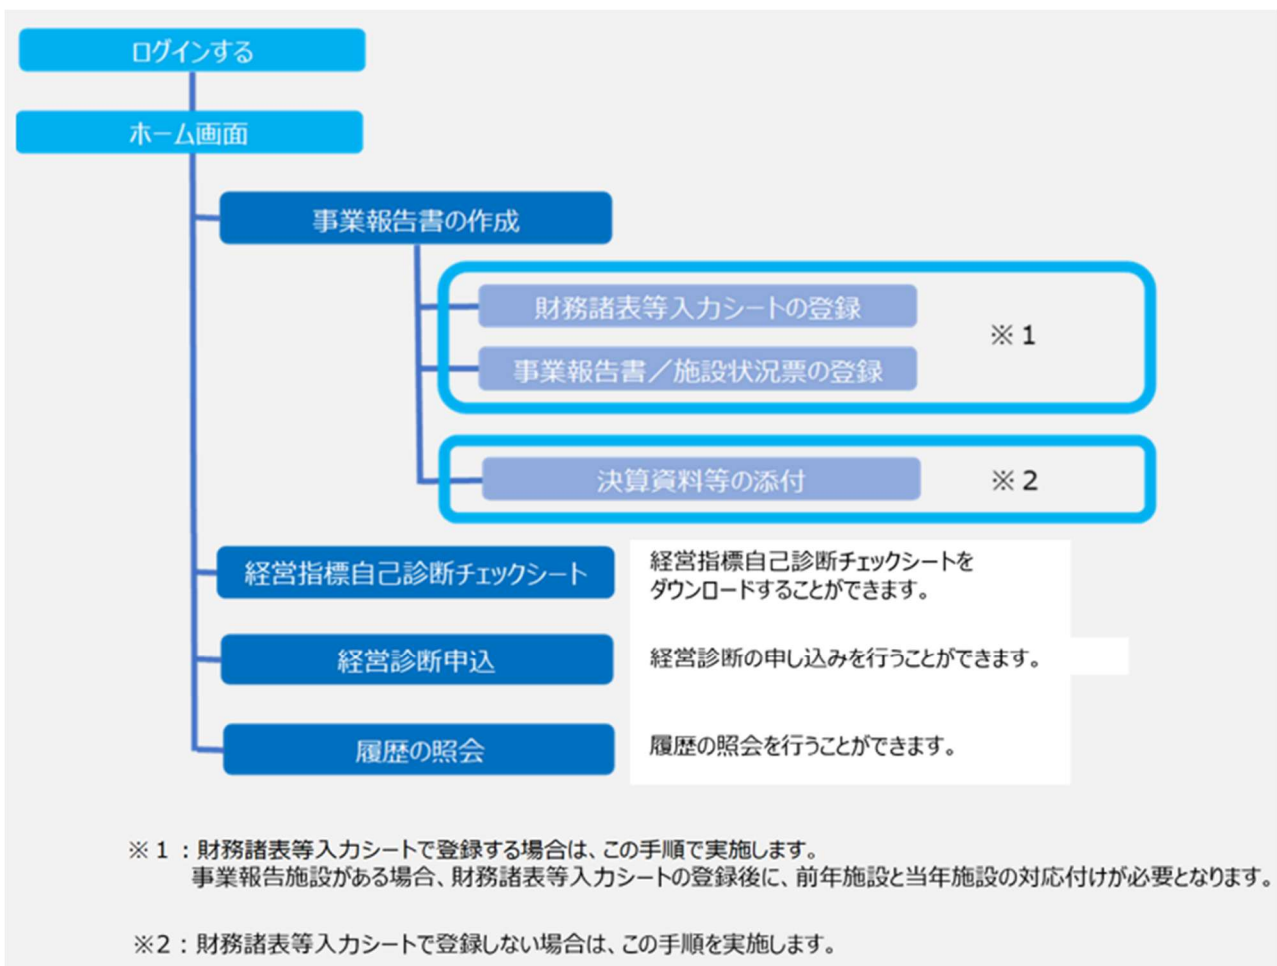 ログインする
ホーム画面
事業報告書の作成
財務諸表等入力シートの登録
※１
事業報告書／施設状況票の登録
決算資料等の添付
※２
経営指標自己診断チェックシート
経営指標自己診断チェックシートを
ダウンロードすることができます。
経営診断申込
経営診断の申し込みを行うことができます。
履歴の照会
履歴の照会を行うことができます。
※１：財務諸表等入力シートで登録する場合は、この手順で実施します。
事業報告施設がある場合、財務諸表等入力シートの登録後に、前年施設と当年施設の対応付けが必要となります。
※2：財務諸表等入力シートで登録しない場合は、この手順を実施します。